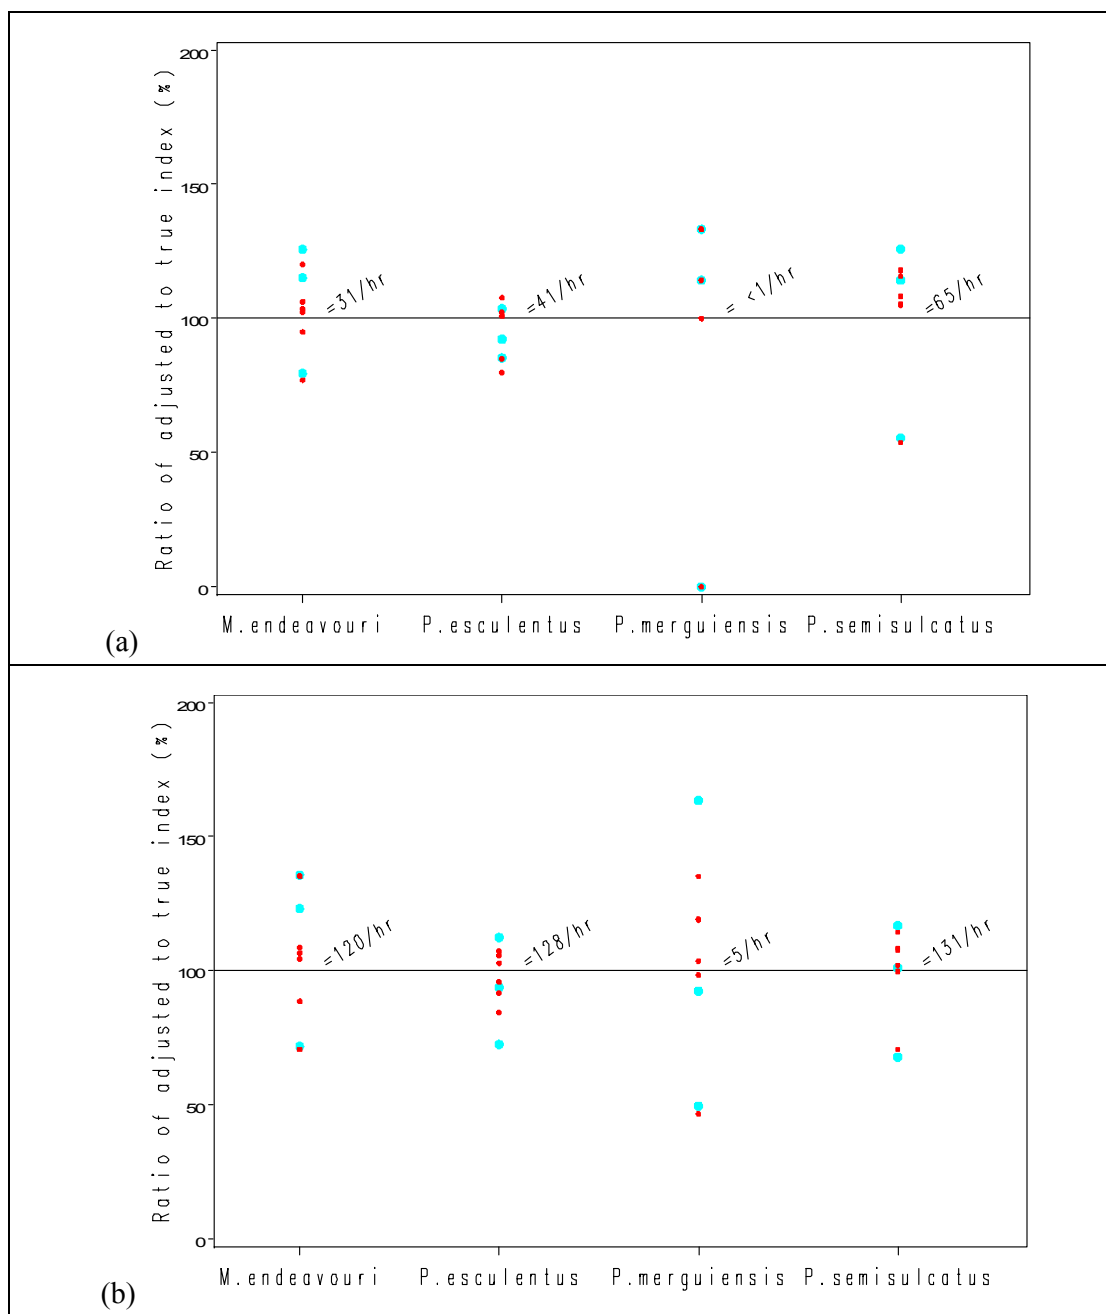 Ratio of adjusted to true index (%)
200
150
100
50
0
=31/hr
=41/hr
= <1/hr
=65/hr
M.endeavouri P.esculentus P.merguiensis P.semisulcatus
(a)
Ratio of adjusted to true index (%)
200
150
100
50
0
=120/hr
=128/hr
=5/hr
=131/hr
M.endeavouri P.esculentus P.merguiensis P.semisulcatus
(b)